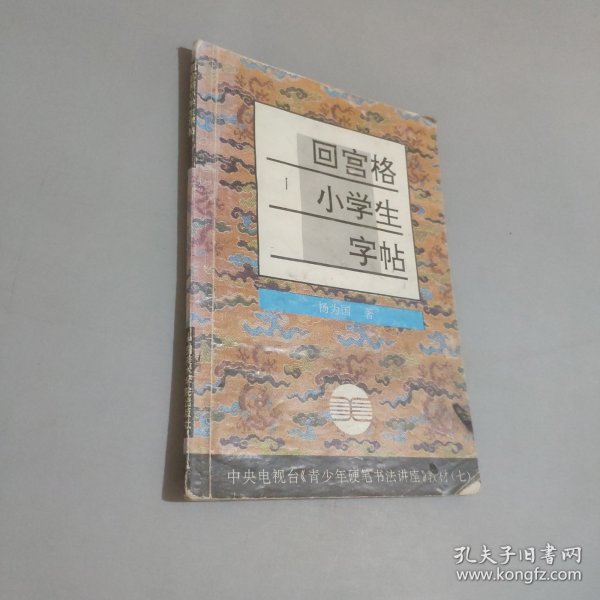 回宫格
小学生
字帖
杨为国 著
中央电视台《青少年硬笔书法讲座》教材(七)
孔夫子旧书网
www.kongfz.com